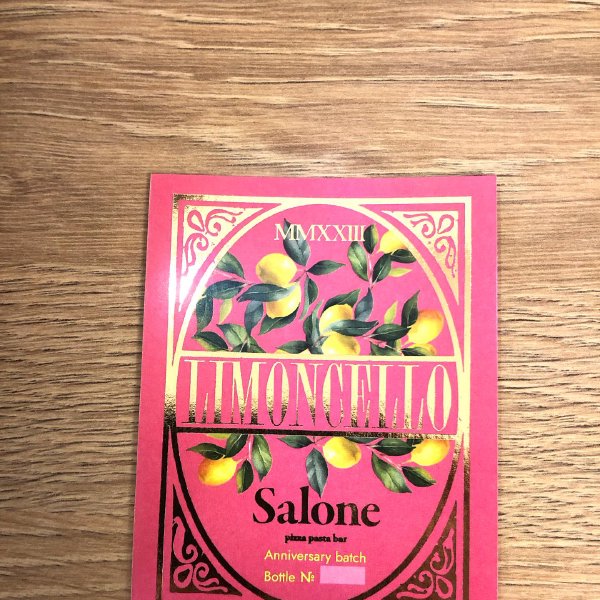 MMXXIII
LIMONCELLO
Salone
pizza pasta bar
Anniversary batch
Bottle №